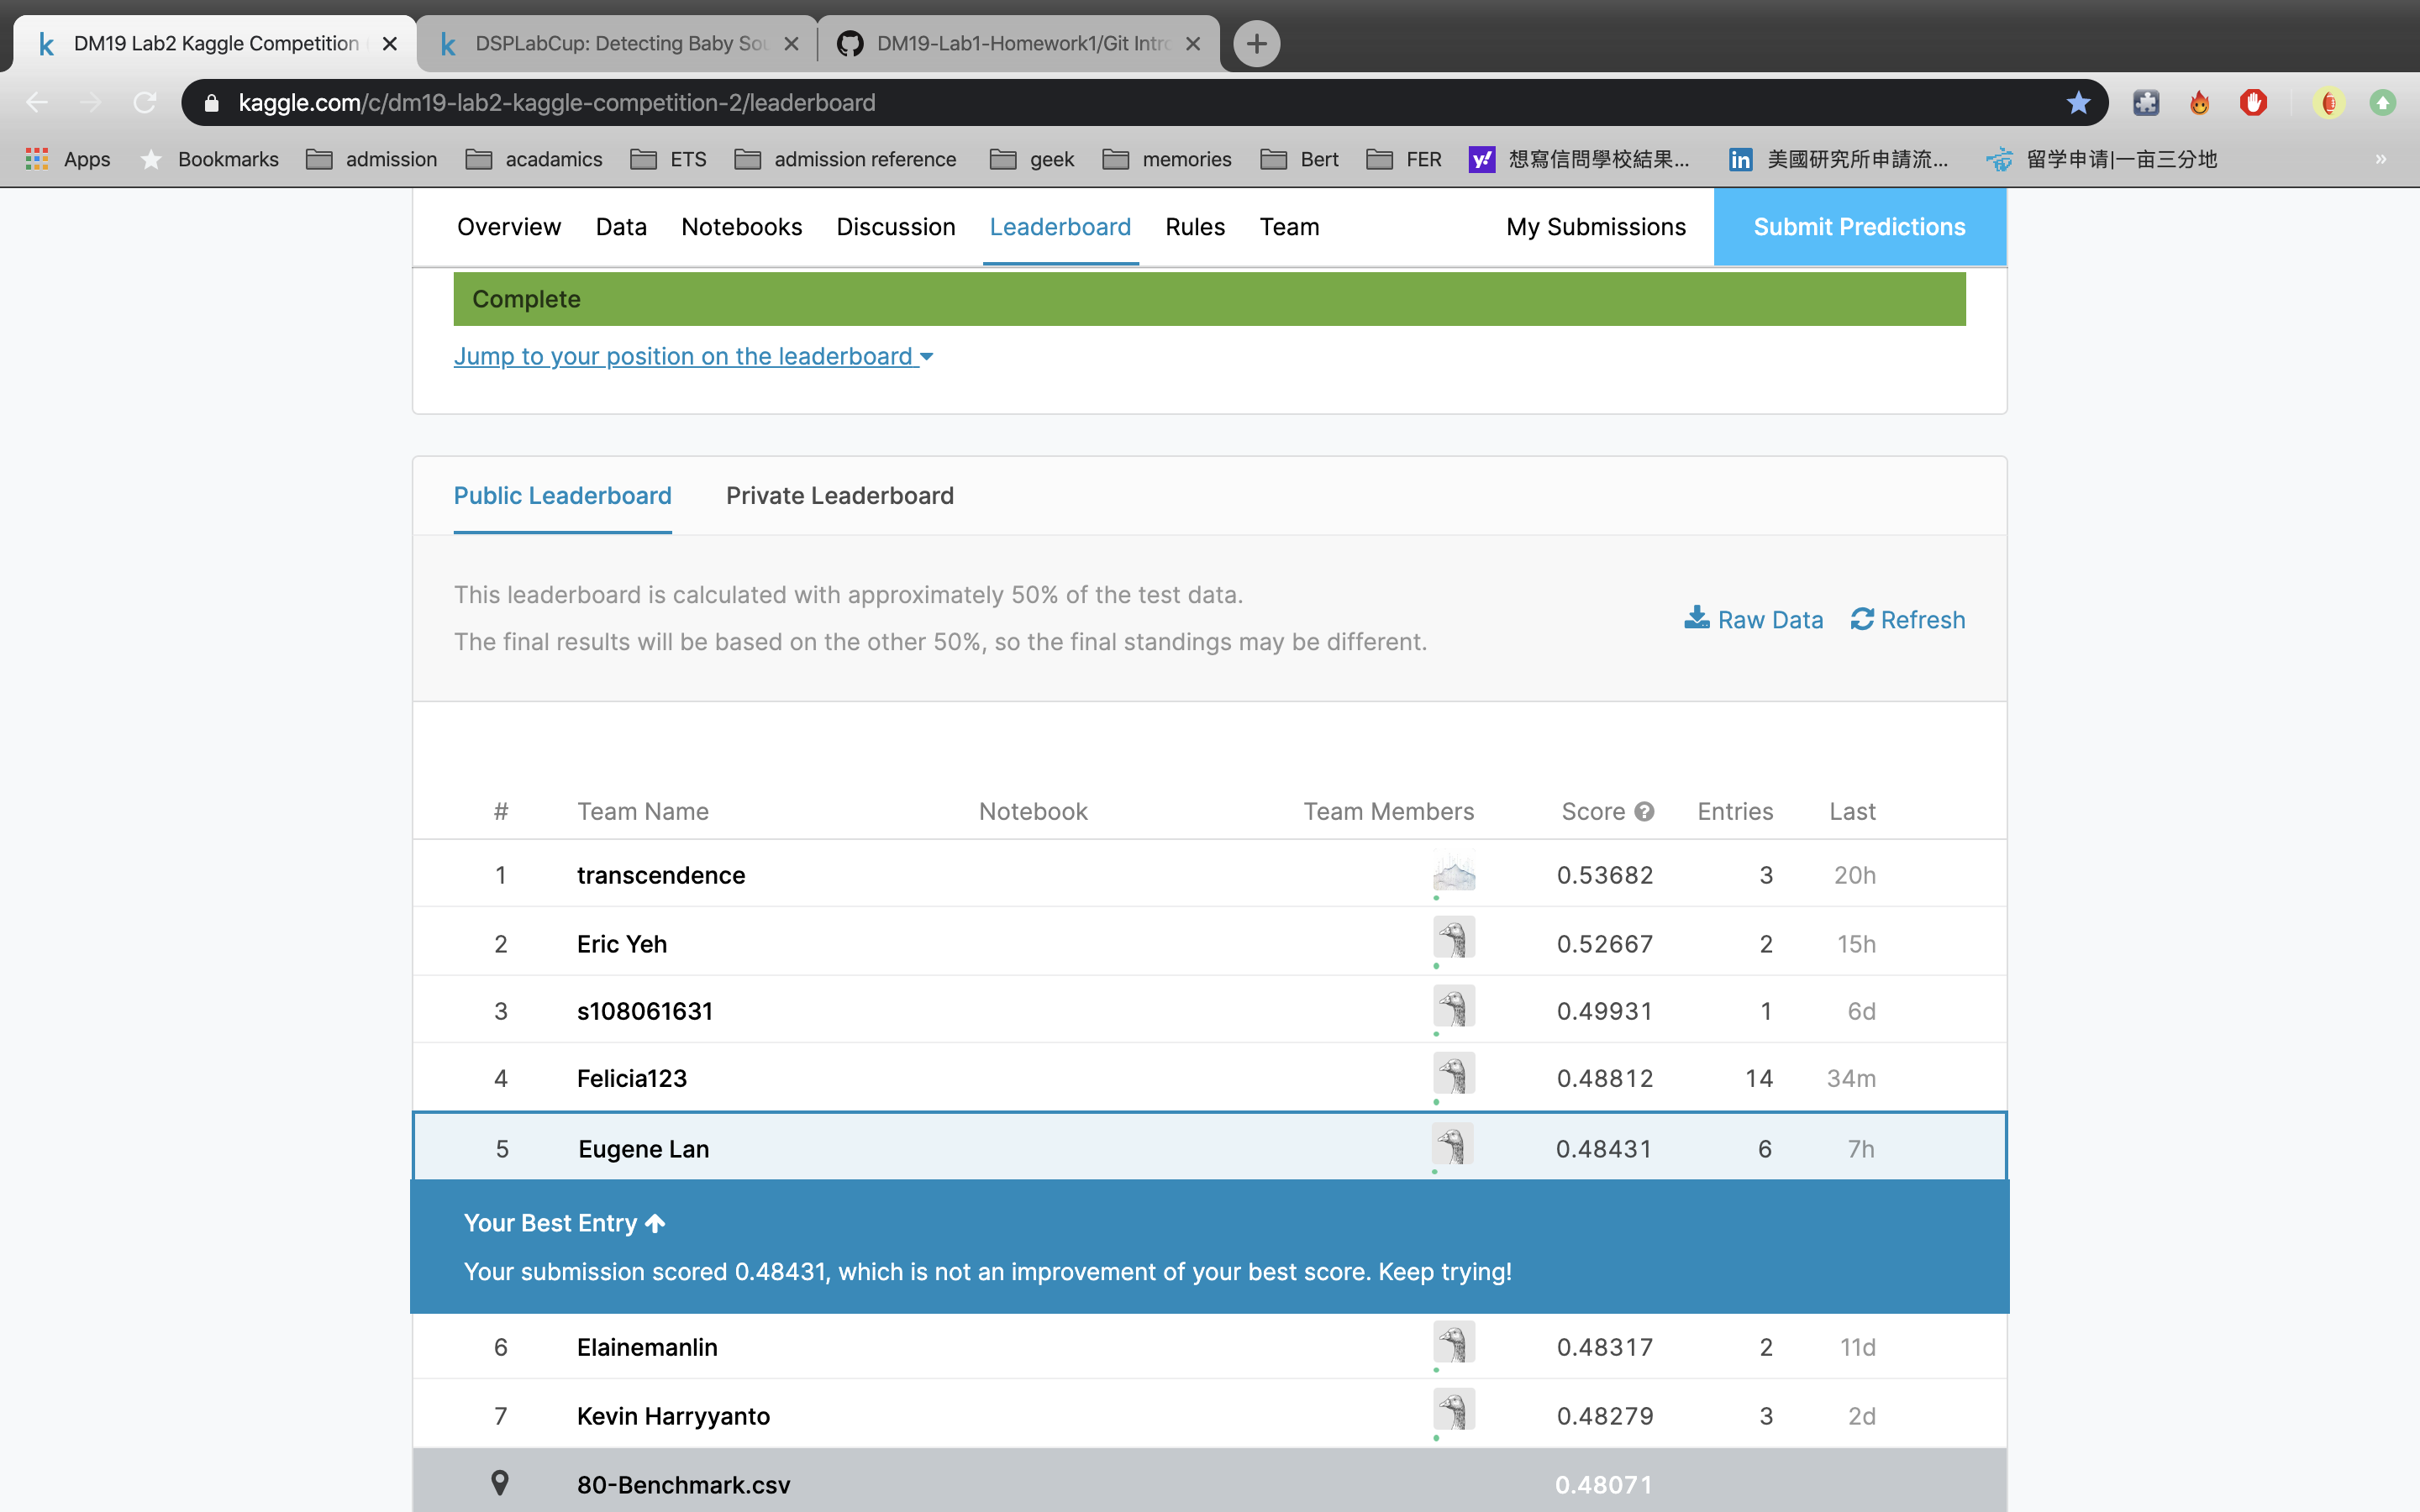 DM19 Lab2 Kaggle Competition
DSPLabCup: Detecting Baby Sou
DM19-Lab1-Homework1/Git Intro
kaggle.com/c/dm19-lab2-kaggle-competition-2/leaderboard
Apps Bookmarks admission acadamics ETS admission reference geek memories Bert FER 想寫信問學校結果... 美國研究所申請流... 留学申请|一亩三分地 »
Overview Data Notebooks Discussion Leaderboard Rules Team My Submissions Submit Predictions
Complete
Jump to your position on the leaderboard
Public Leaderboard Private Leaderboard
This leaderboard is calculated with approximately 50% of the test data.
The final results will be based on the other 50%, so the final standings may be different.
Raw Data Refresh
# Team Name Notebook Team Members Score Entries Last
1 transcendence 0.53682 3 20h
2 Eric Yeh 0.52667 2 15h
3 s108061631 0.49931 1 6d
4 Felicia123 0.48812 14 34m
5 Eugene Lan 0.48431 6 7h
Your Best Entry
Your submission scored 0.48431, which is not an improvement of your best score. Keep trying!
6 Elainemanlin 0.48317 2 11d
7 Kevin Harryyanto 0.48279 3 2d
80-Benchmark.csv 0.48071